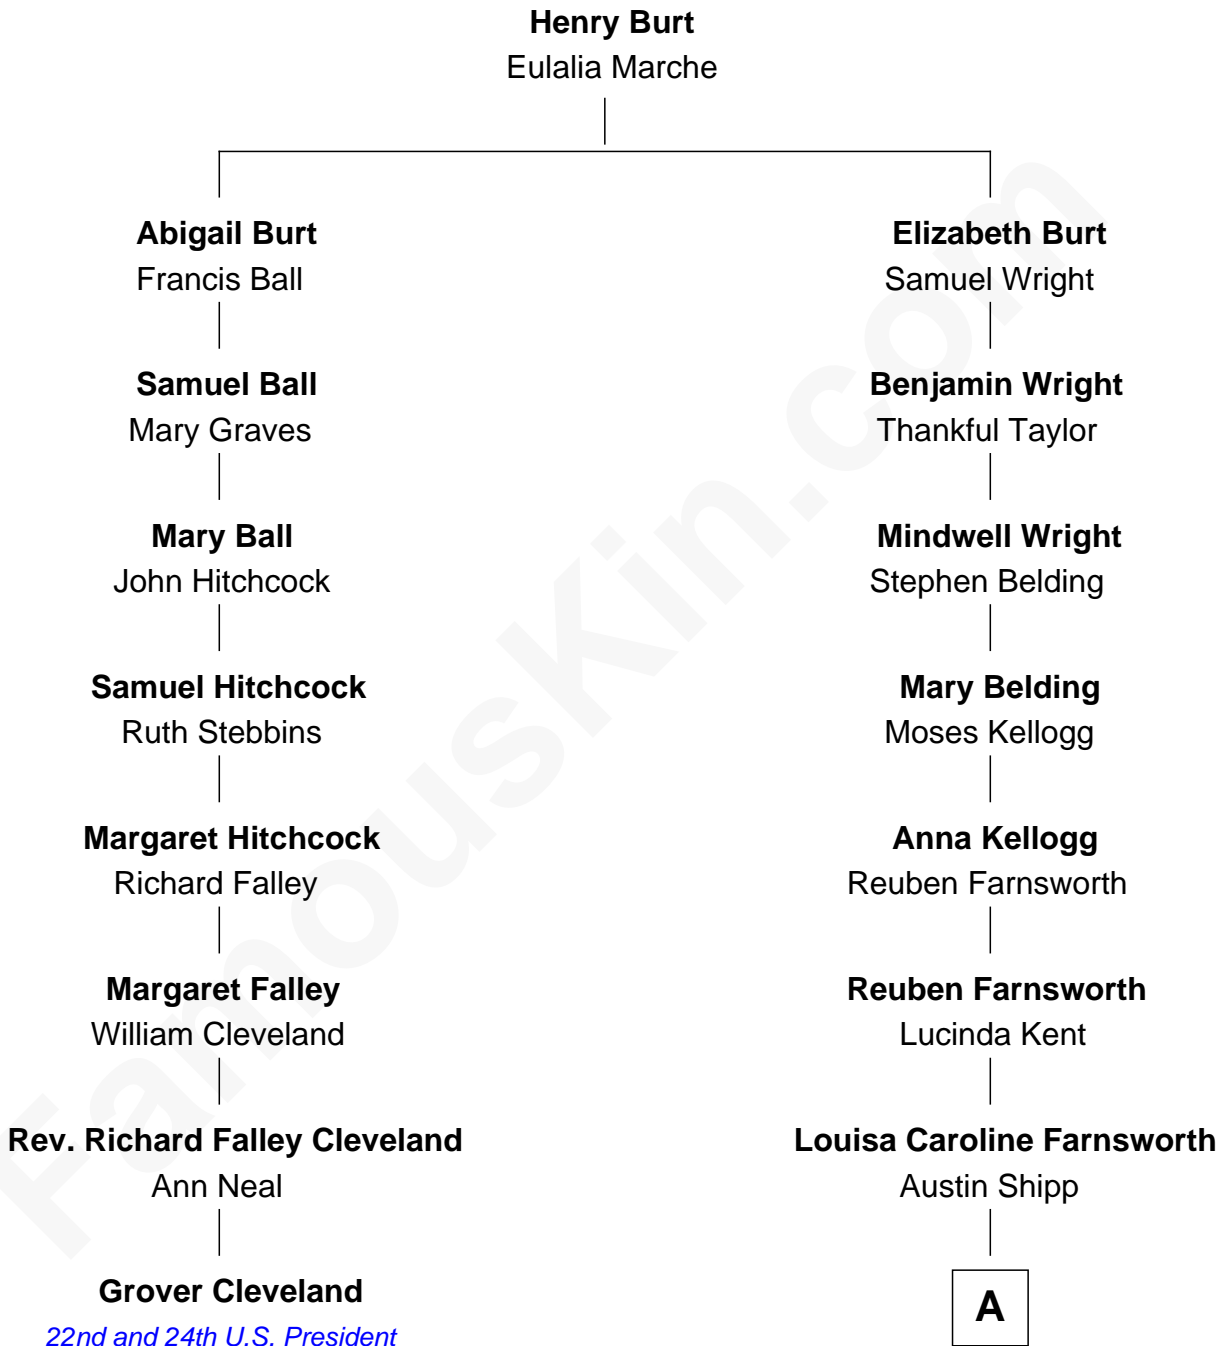 Henry Burt
Eulalia Marche
Abigail Burt
Francis Ball
Elizabeth Burt
Samuel Wright
Samuel Ball
Mary Graves
Benjamin Wright
Thankful Taylor
Mary Ball
John Hitchcock
Mindwell Wright
Stephen Belding
Samuel Hitchcock
Ruth Stebbins
Mary Belding
Moses Kellogg
Margaret Hitchcock
Richard Falley
Anna Kellogg
Reuben Farnsworth
Margaret Falley
William Cleveland
Reuben Farnsworth
Lucinda Kent
Rev. Richard Falley Cleveland
Ann Neal
Louisa Caroline Farnsworth
Austin Shipp
Grover Cleveland
22nd and 24th U.S. President
A
FamousKin.com